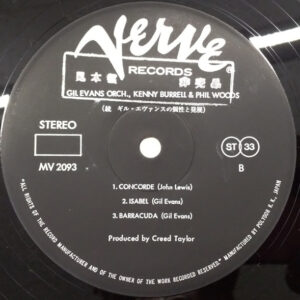 Verve
RECORDS ®
見本盤 非売品
GIL EVANS ORCH., KENNY BURRELL & PHIL WOODS
(続 ギル・エヴァンスの個性と発展)
STEREO
ST 33
MV 2093
B
1. CONCORDE (John Lewis)
2. ISABEL (Gil Evans)
3. BARRACUDA (Gil Evans)
Produced by Creed Taylor
"ALL RIGHTS OF THE RECORD MANUFACTURER AND OF THE OWNER OF THE WORK RECORDED RESERVED" MANUFACTURED BY POLYDOR K.K., JAPAN